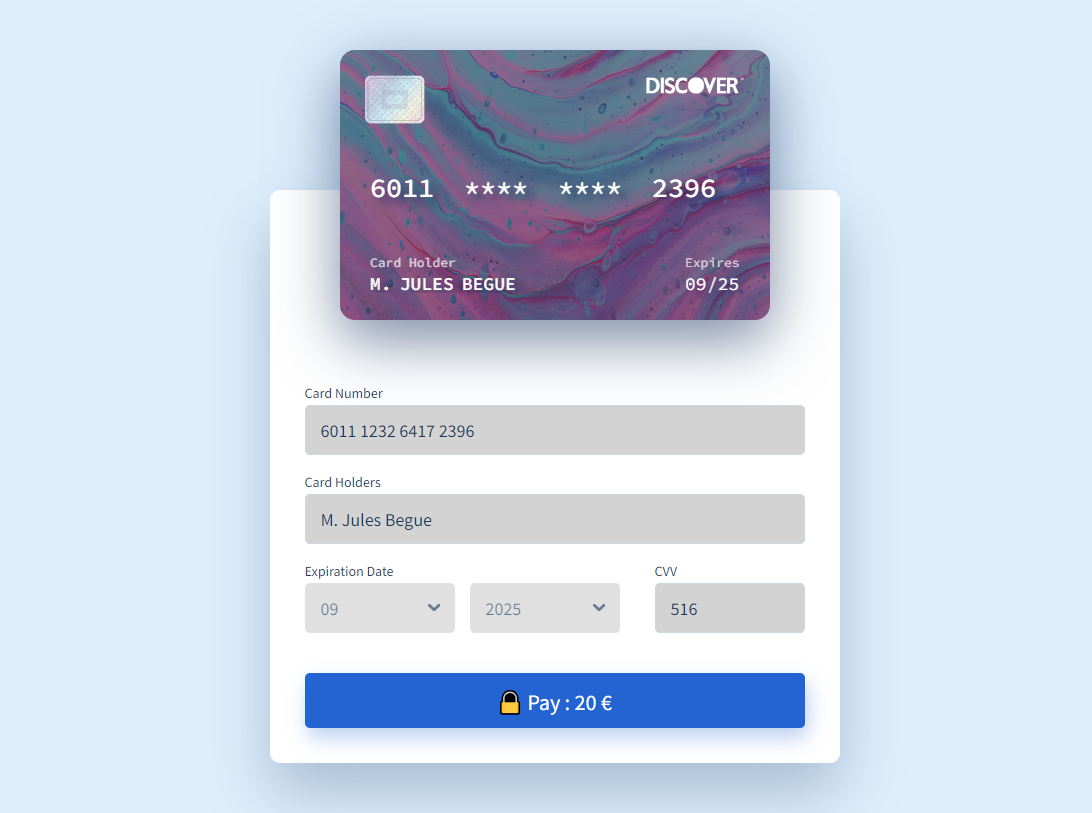 DISCOVER
6011 **** **** 2396
Card Holder Expires
M. JULES BEGUE 09/25
Card Number
6011 1232 6417 2396
Card Holders
M. Jules Begue
Expiration Date CVV
09 2025 516
Pay : 20 €